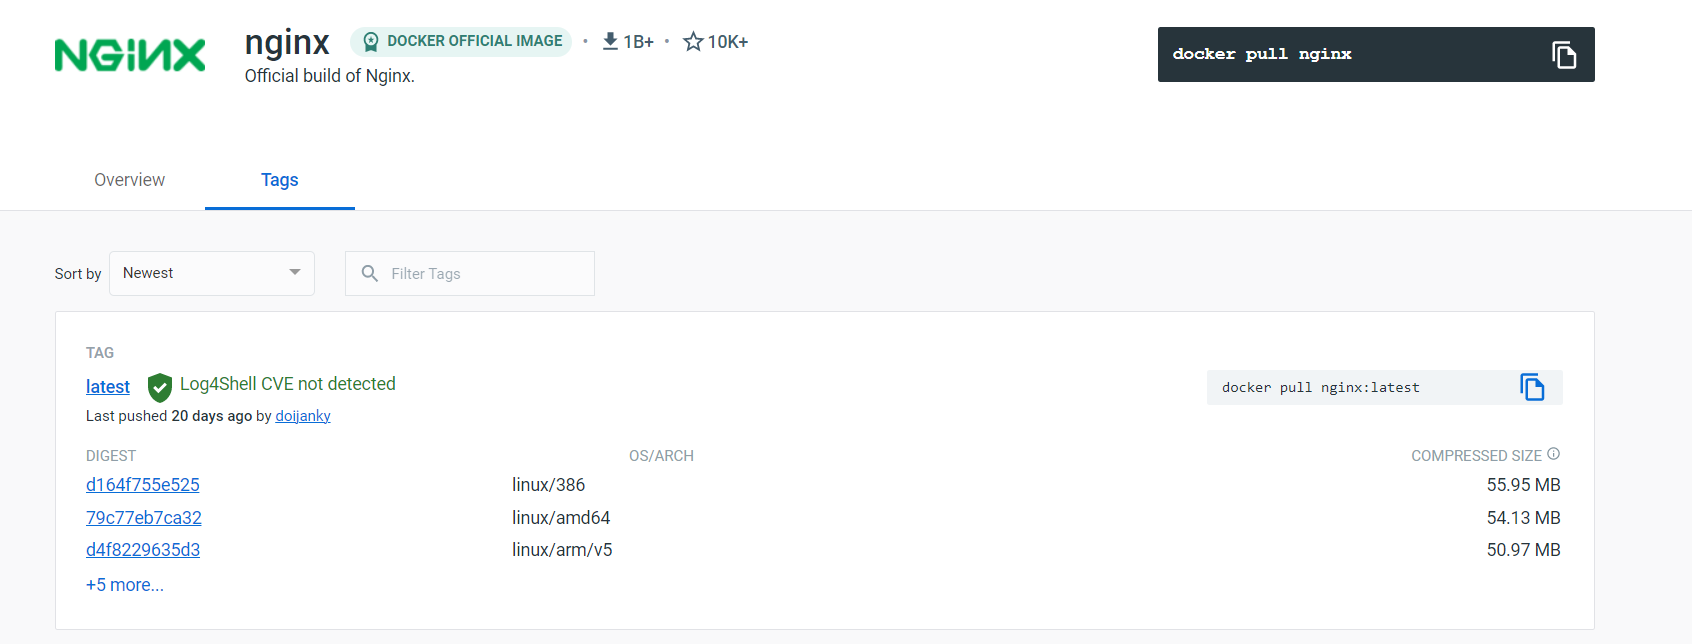 NGINX
nginx DOCKER OFFICIAL IMAGE • 1B+ • 10K+
Official build of Nginx.
docker pull nginx
Overview Tags
Sort by Newest Filter Tags
TAG
latest Log4Shell CVE not detected
docker pull nginx:latest
Last pushed 20 days ago by doijanky
DIGEST OS/ARCH COMPRESSED SIZE
d164f755e525 linux/386 55.95 MB
79c77eb7ca32 linux/amd64 54.13 MB
d4f8229635d3 linux/arm/v5 50.97 MB
+5 more...